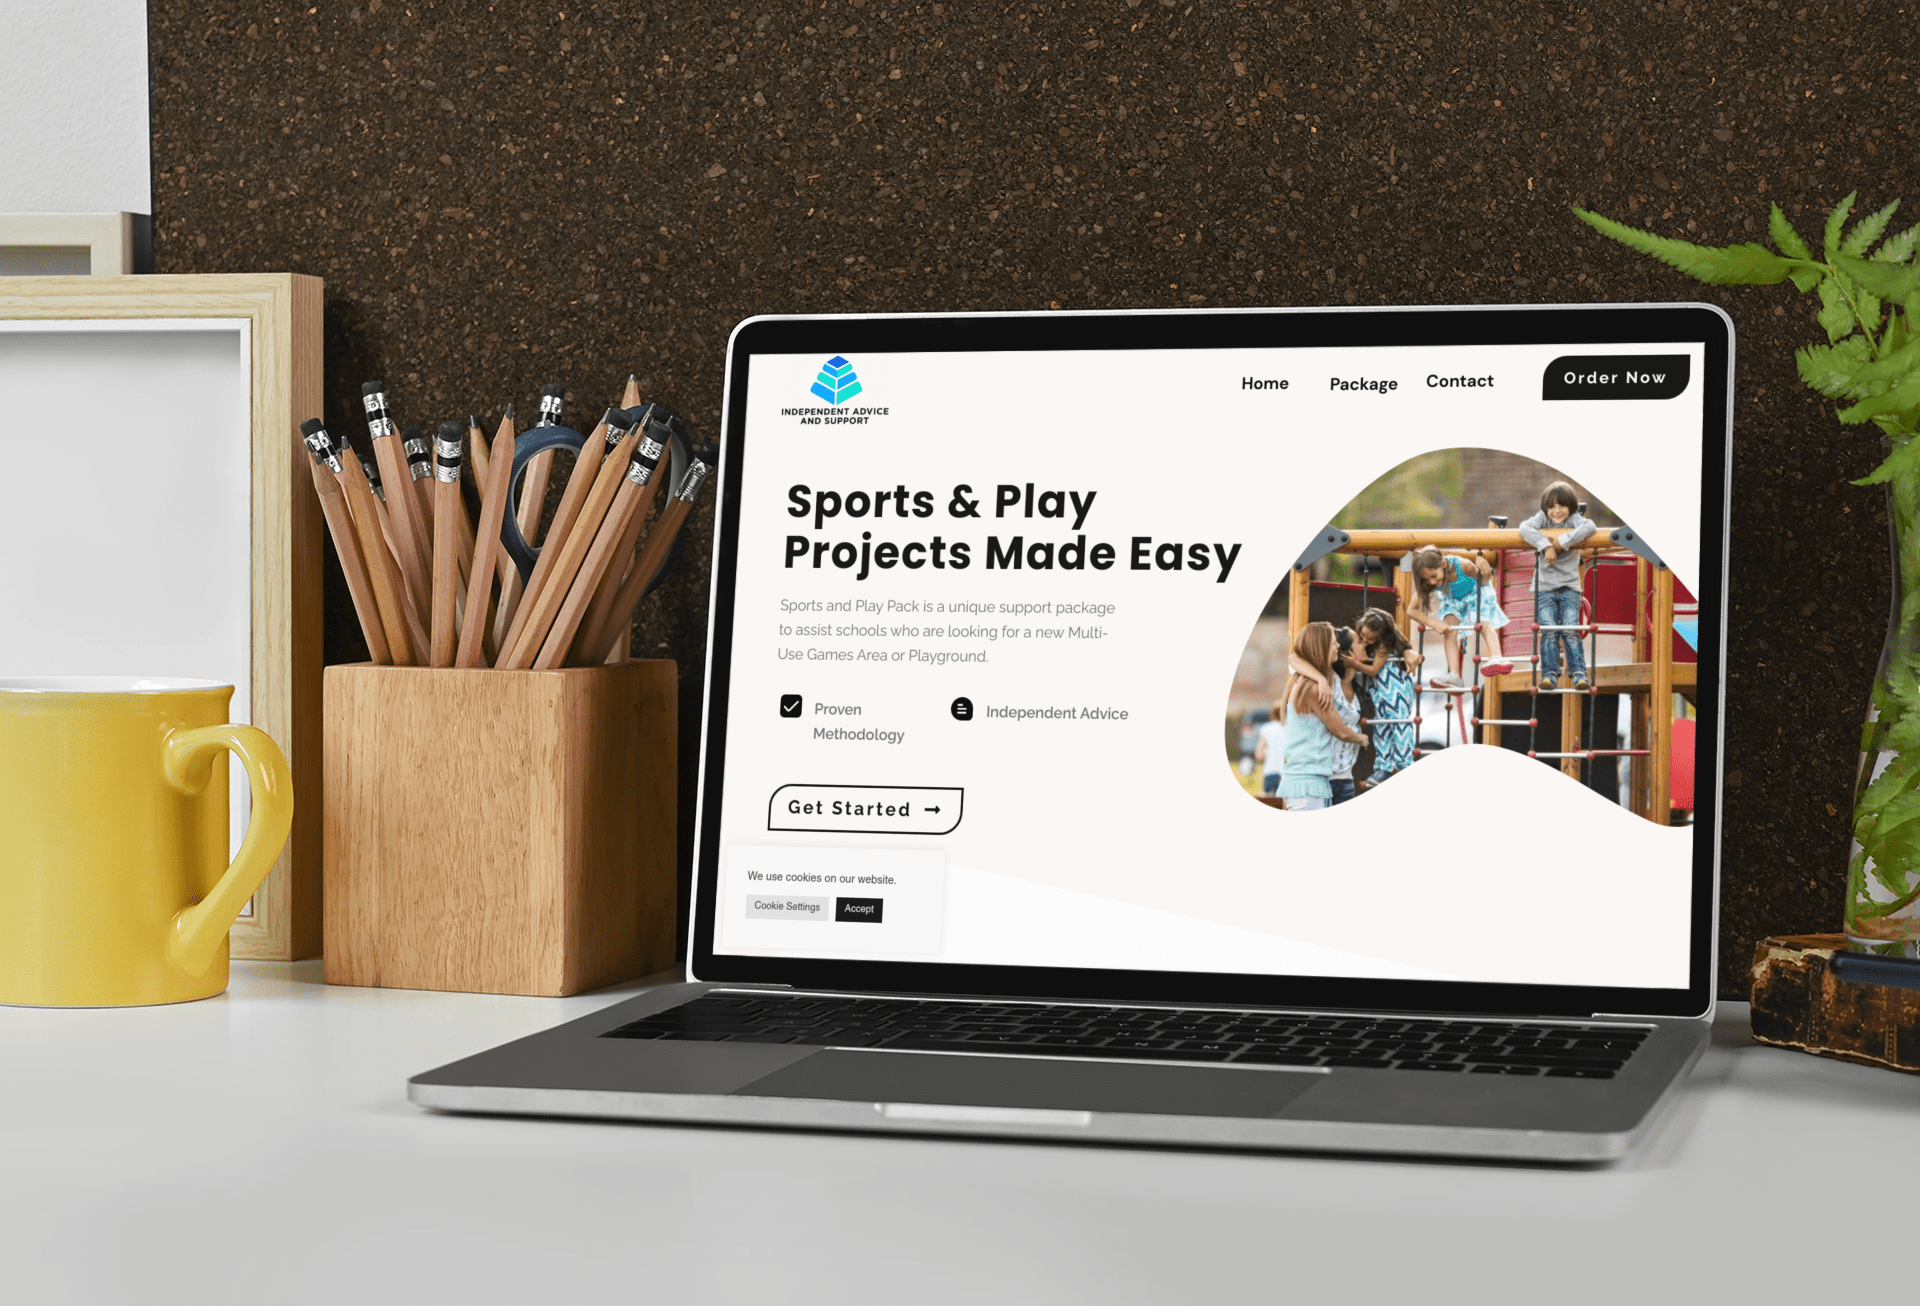 INDEPENDENT ADVICE
AND SUPPORT
Home
Package
Contact
Order Now
Sports & Play
Projects Made Easy
Sports and Play Pack is a unique support package
to assist schools who are looking for a new Multi-
Use Games Area or Playground.
Proven
Methodology
Independent Advice
Get Started →
We use cookies on our website.
Cookie Settings
Accept